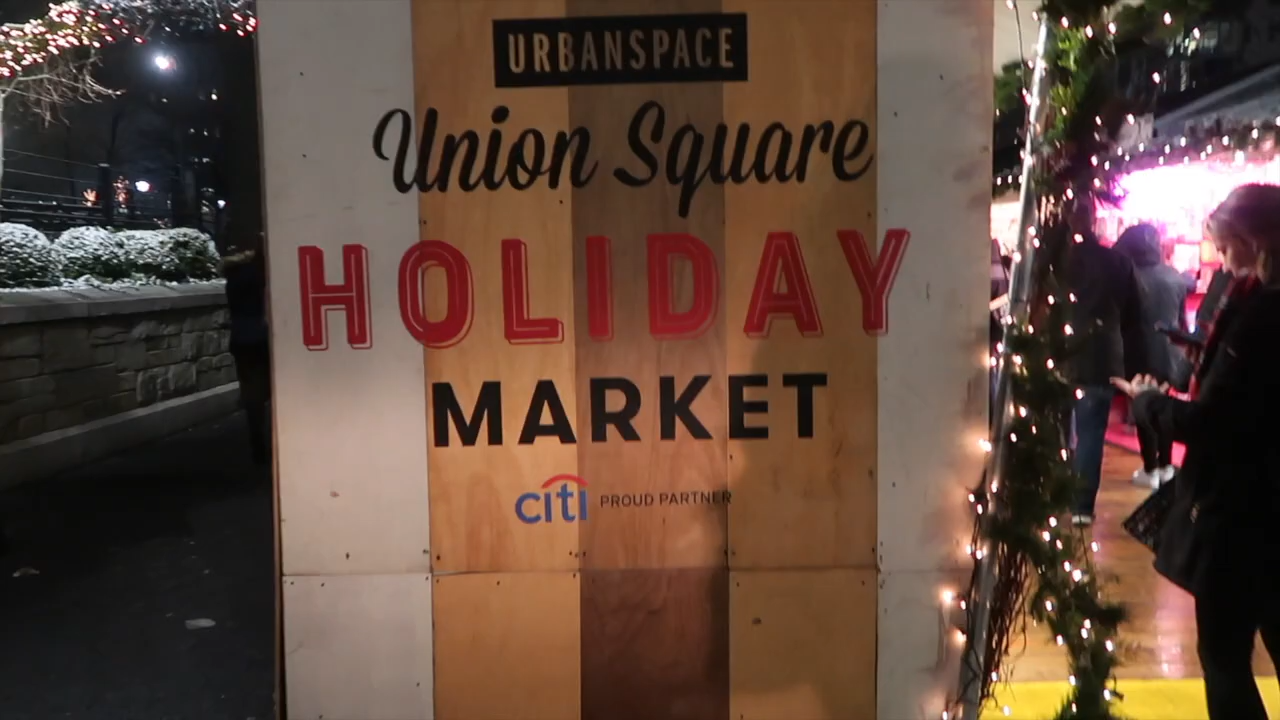 URBANSPACE
Union Square
HOLIDAY
MARKET
citi PROUD PARTNER